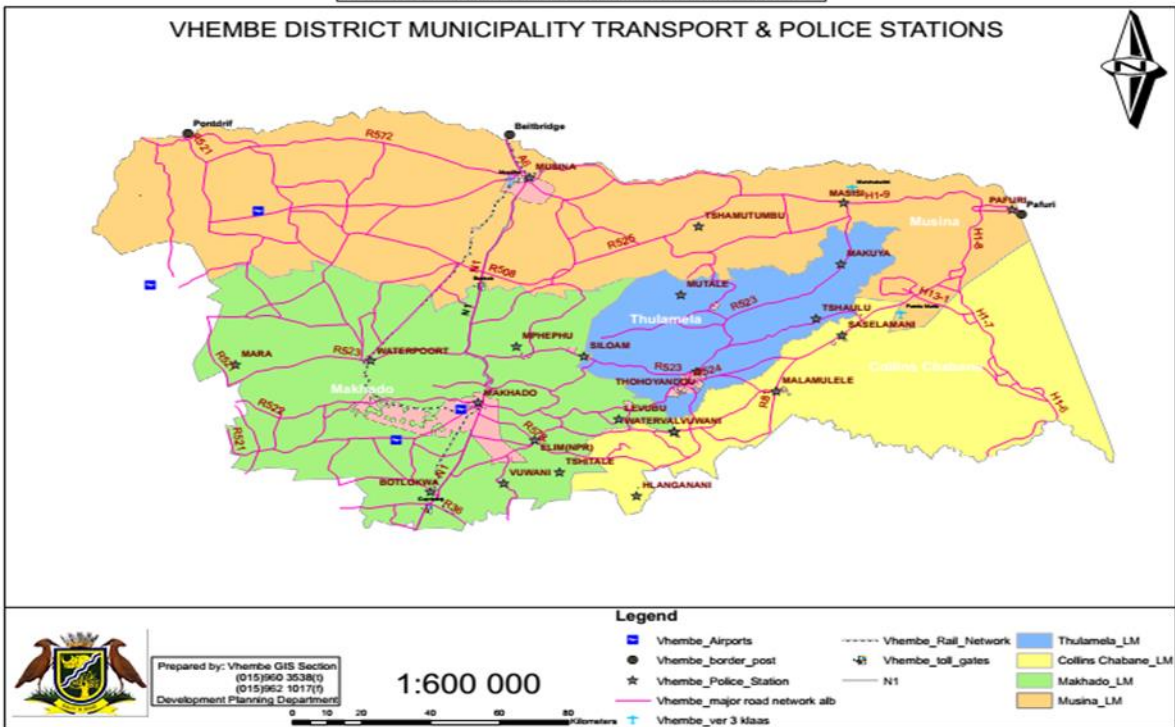 VHEMBE DISTRICT MUNICIPALITY TRANSPORT & POLICE STATIONS
N
Pontdrif
Beitbridge
R521
R572
A6
MUSINA
MASISI
H1-9
PAFURI
Pafuri
TSHAMUTUMBU
Musina
R525
H1-8
MAKUYA
N1
R508
MUTALE
H13-1
N1
R523
TSHAULU
H1-7
Thulamela
SASELAMANI
MPHEPHU
SILOAM
R523
WATERPOORT
MARA
R523
R524
Collins Chabane
Makhado
THOHOYANDOU
MALAMULELE
MAKHADO
R81
H1-6
R522
LEVUBU
WATERVAL
VUWANI
R521
ELIM(NPR)
TSHITALE
VUWANI
BOTLOKWA
HLANGANANI
R36
Legend
Vhembe_Airports
Vhembe_border_post
Vhembe_Police_Station
Vhembe_major road network alb
Vhembe_ver 3 klaas
Vhembe_Rail_Network
Vhembe_toll_gates
N1
Thulamela_LM
Collins Chabane_LM
Makhado_LM
Musina_LM
Prepared by: Vhembe GIS Section
(015)960 3538(t)
(015)962 1017(f)
Development Planning Department
1:600 000
0 10 20 40 60 80
Kilometers